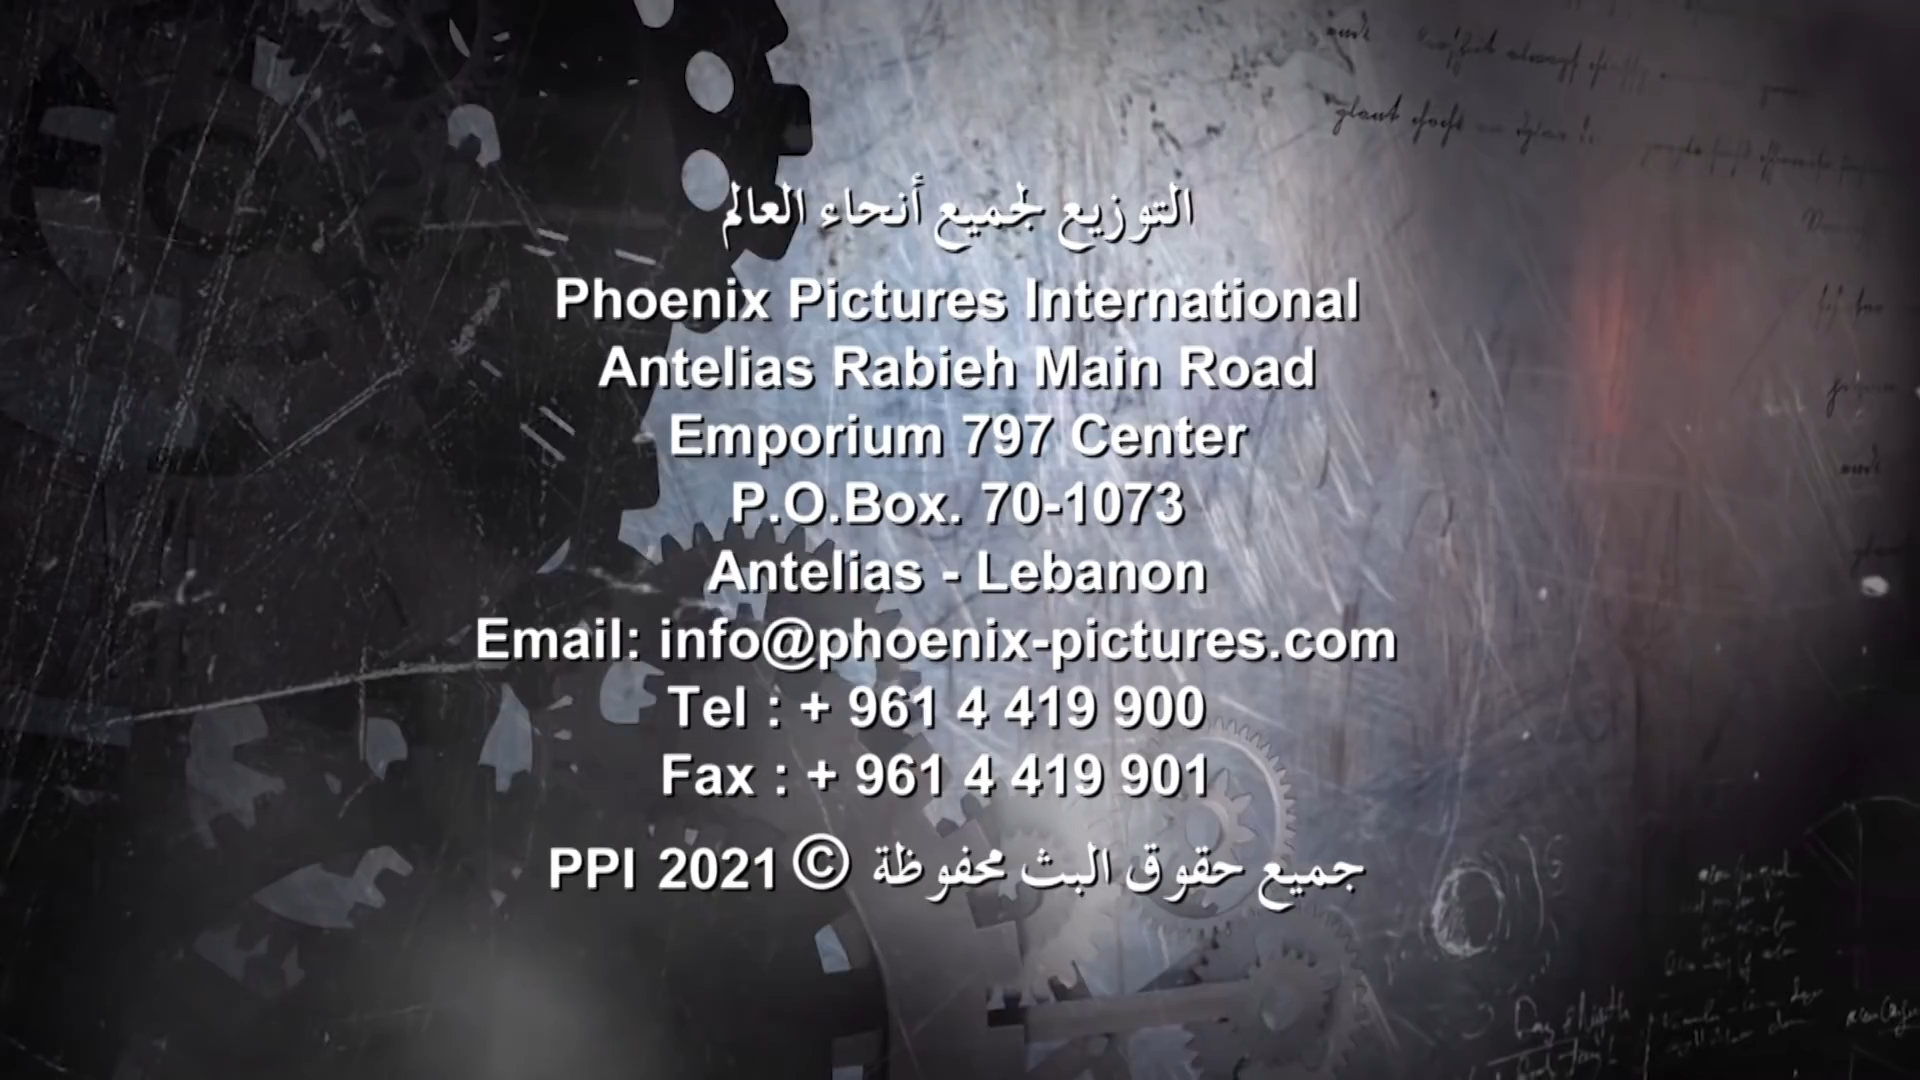 التوزيع لجميع أنحاء العالم
Phoenix Pictures International
Antelias Rabieh Main Road
Emporium 797 Center
P.O.Box. 70-1073
Antelias - Lebanon
Email: info@phoenix-pictures.com
Tel : + 961 4 419 900
Fax : + 961 4 419 901
جميع حقوق البث محفوظة © PPI 2021